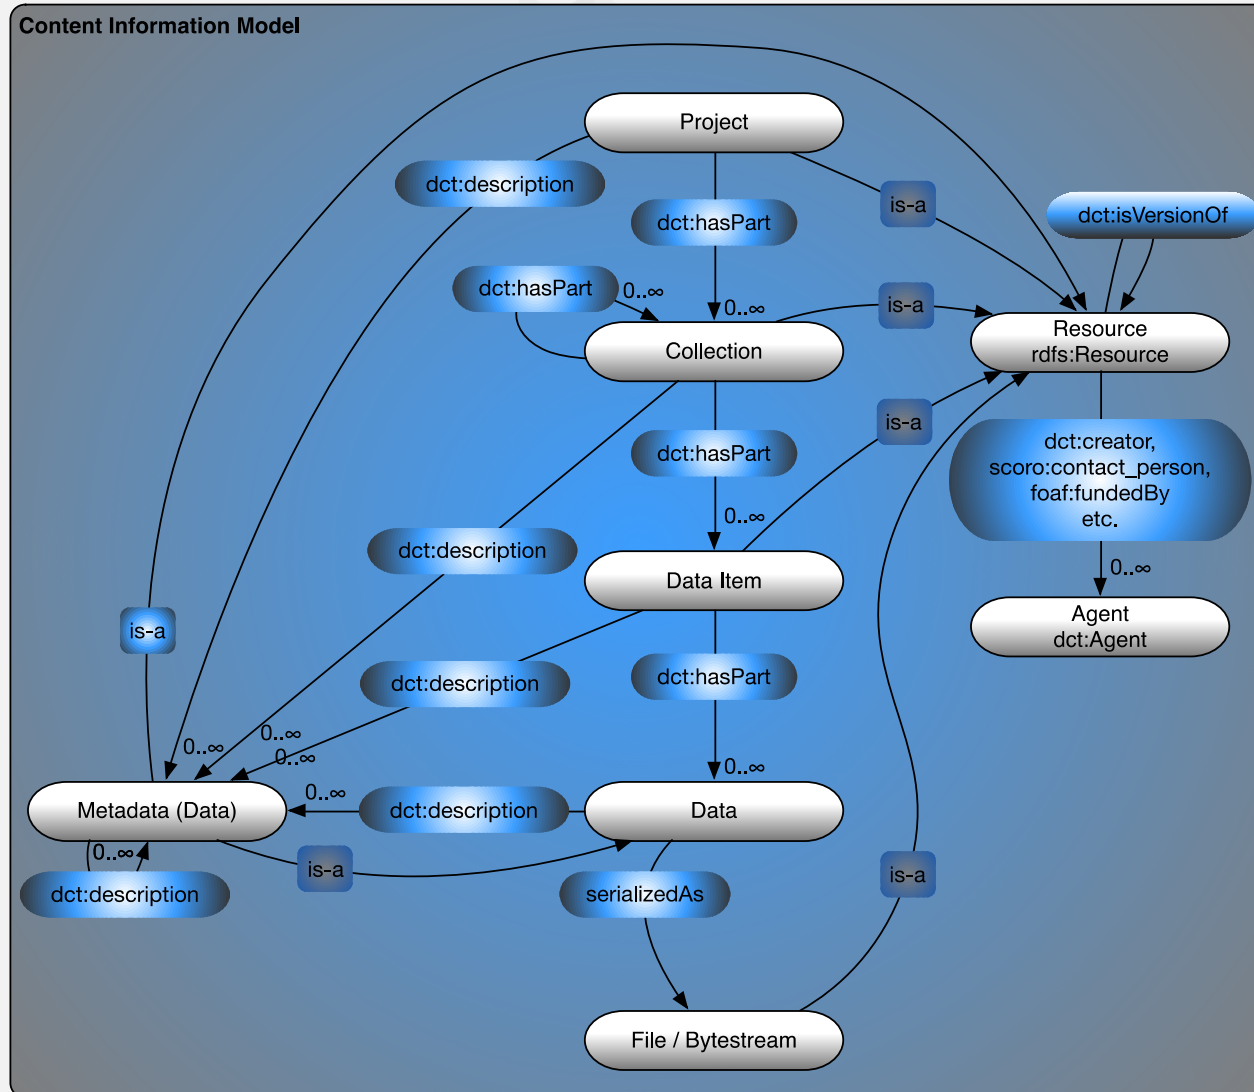 Content Information Model
Project
dct:description
dct:hasPart
is-a
dct:isVersionOf
dct:hasPart
0..∞
0..∞
is-a
Collection
Resource
rdfs:Resource
is-a
dct:hasPart
dct:creator,
scoro:contact_person,
foaf:fundedBy
etc.
0..∞
dct:description
Data Item
0..∞
Agent
dct:Agent
is-a
dct:description
dct:hasPart
0..∞
0..∞
0..∞
0..∞
0..∞
Metadata (Data)
dct:description
Data
0..∞
is-a
is-a
dct:description
serializedAs
File / Bytestream